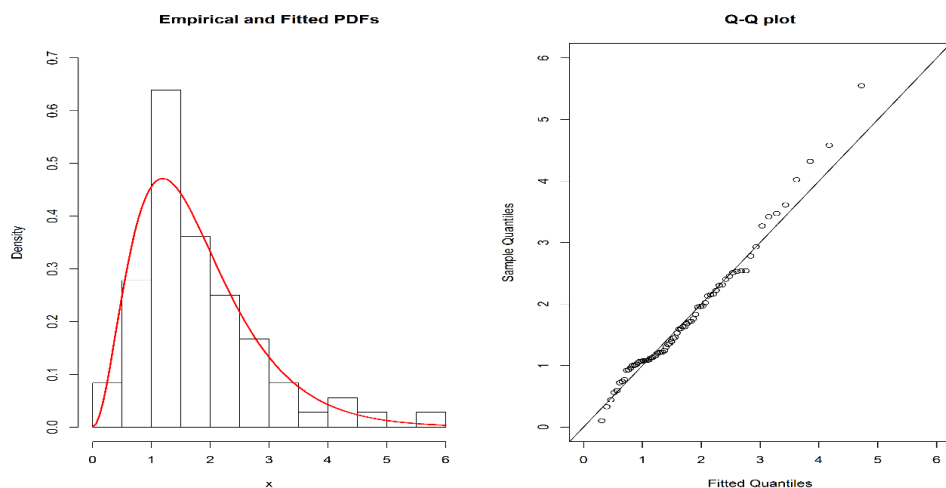 Empirical and Fitted PDFs
Density
0.0
0.1
0.2
0.3
0.4
0.5
0.6
0.7
0 1 2 3 4 5 6
x
Q-Q plot
Sample Quantiles
0
1
2
3
4
5
6
0 1 2 3 4 5 6
Fitted Quantiles